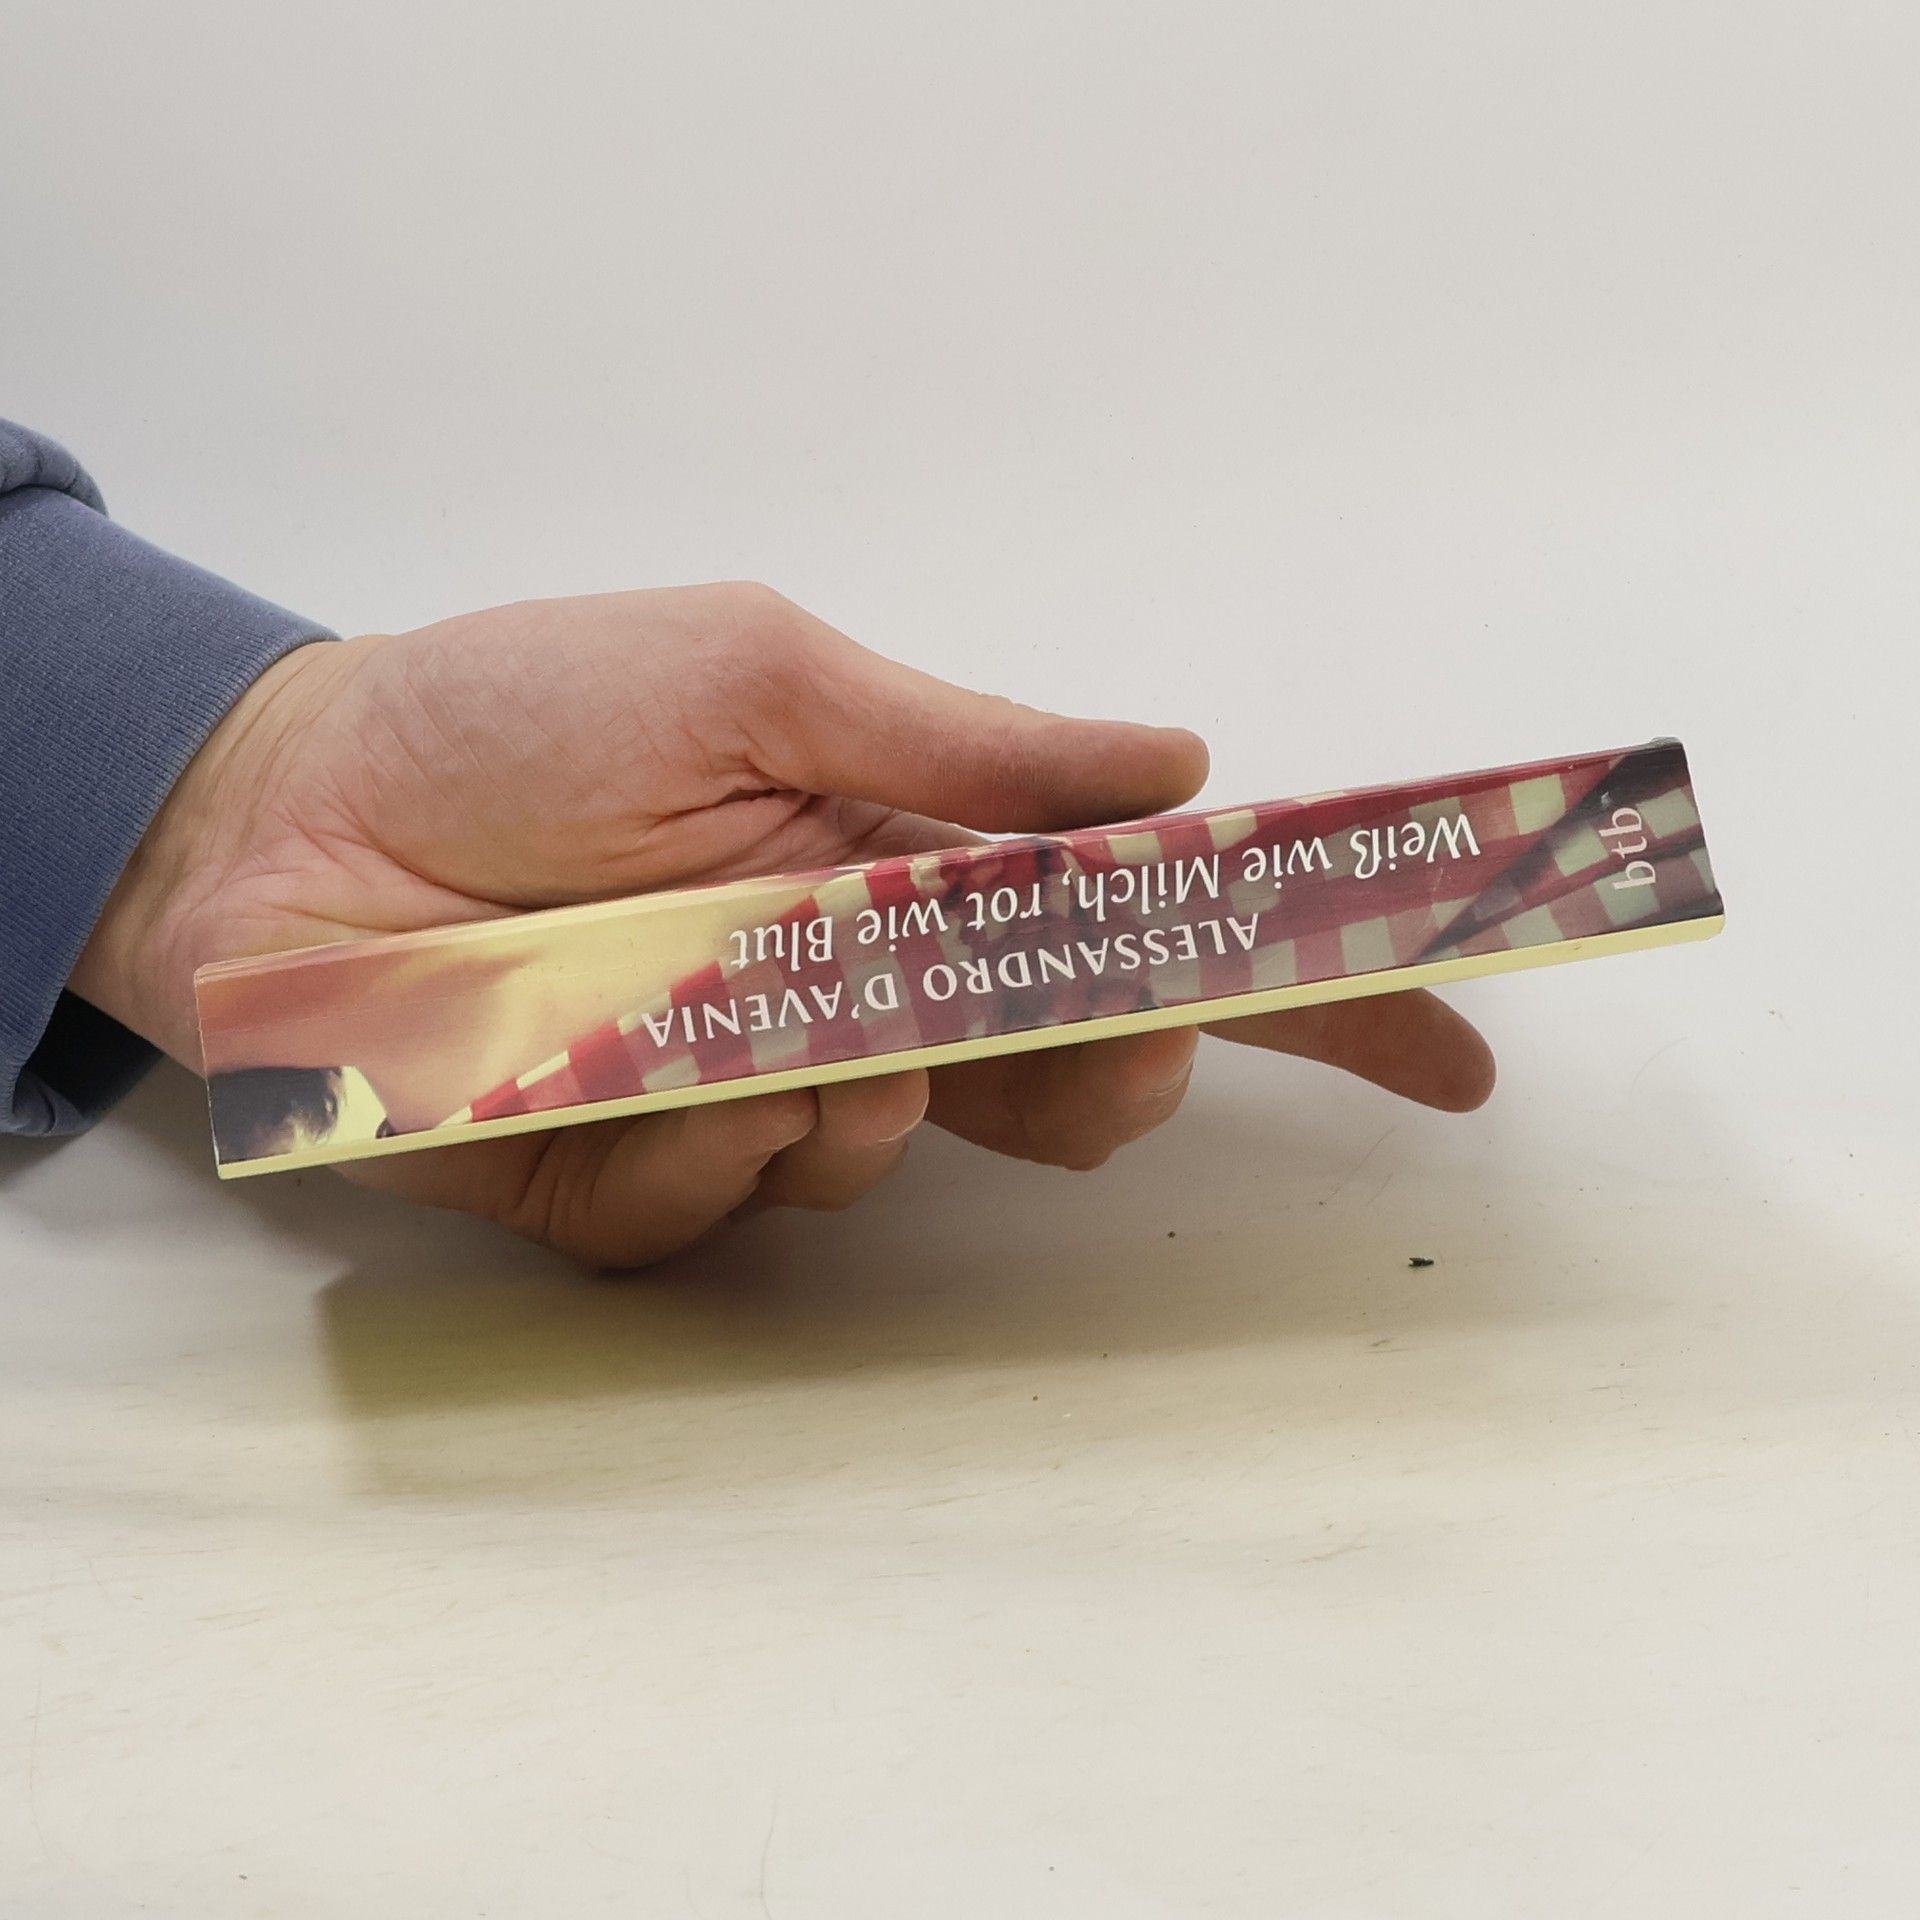 ALESSANDRO D'AVENIA
Weiß wie Milch, rot wie Blut
btb